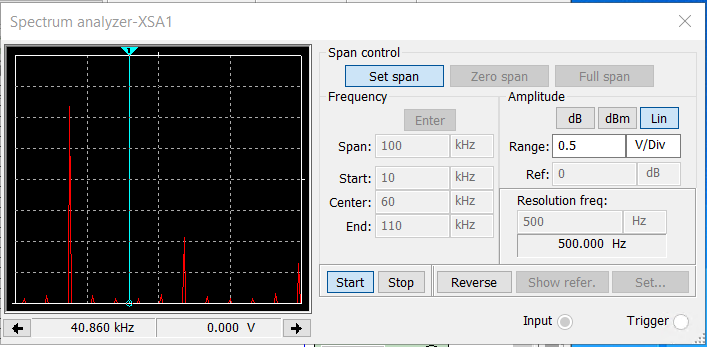 Spectrum analyzer-XSA1
1
Span control
Set span
Zero span
Full span
Frequency
Enter
Span: 100 kHz
Start: 10 kHz
Center: 60 kHz
End: 110 kHz
Amplitude
dB dBm Lin
Range: 0.5 V/Div
Ref: 0 dB
Resolution freq:
500 Hz
500.000 Hz
Start Stop Reverse Show refer. Set...
40.860 kHz 0.000 V
Input Trigger